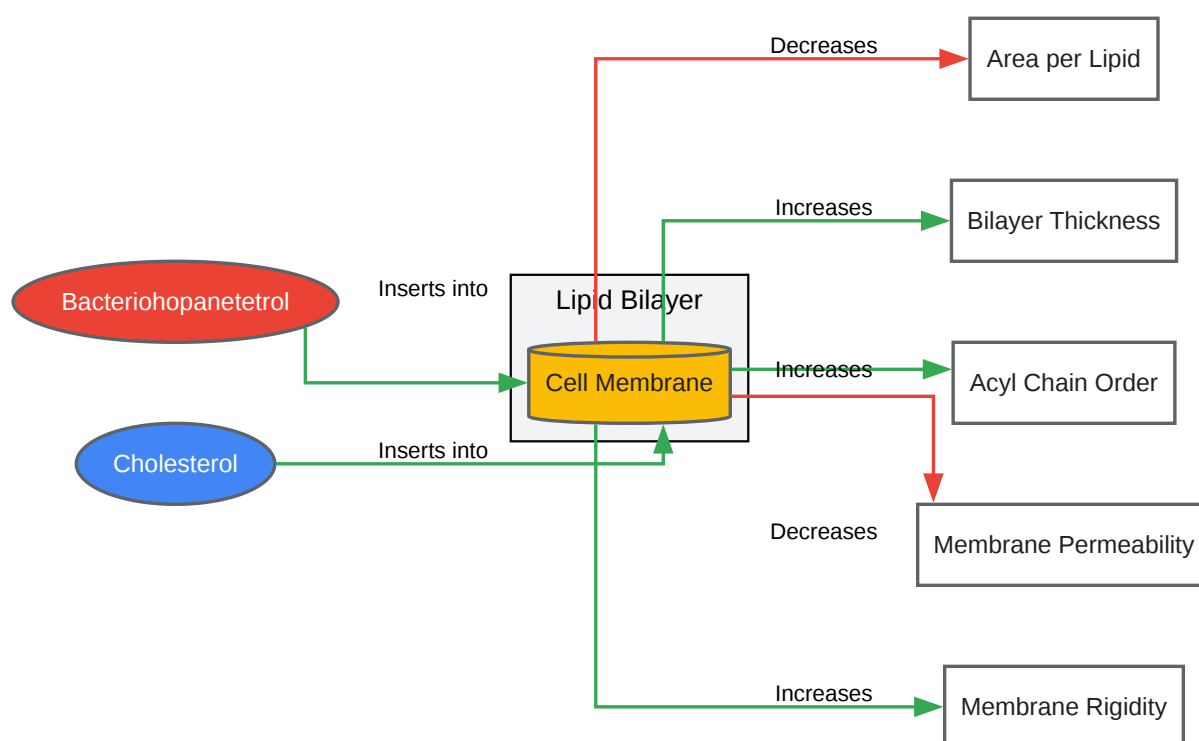 Decreases
Area per Lipid
Increases
Bilayer Thickness
Bacteriohopanetetrol
Inserts into
Lipid Bilayer
Cell Membrane
Increases
Acyl Chain Order
Cholesterol
Inserts into
Decreases
Membrane Permeability
Increases
Membrane Rigidity